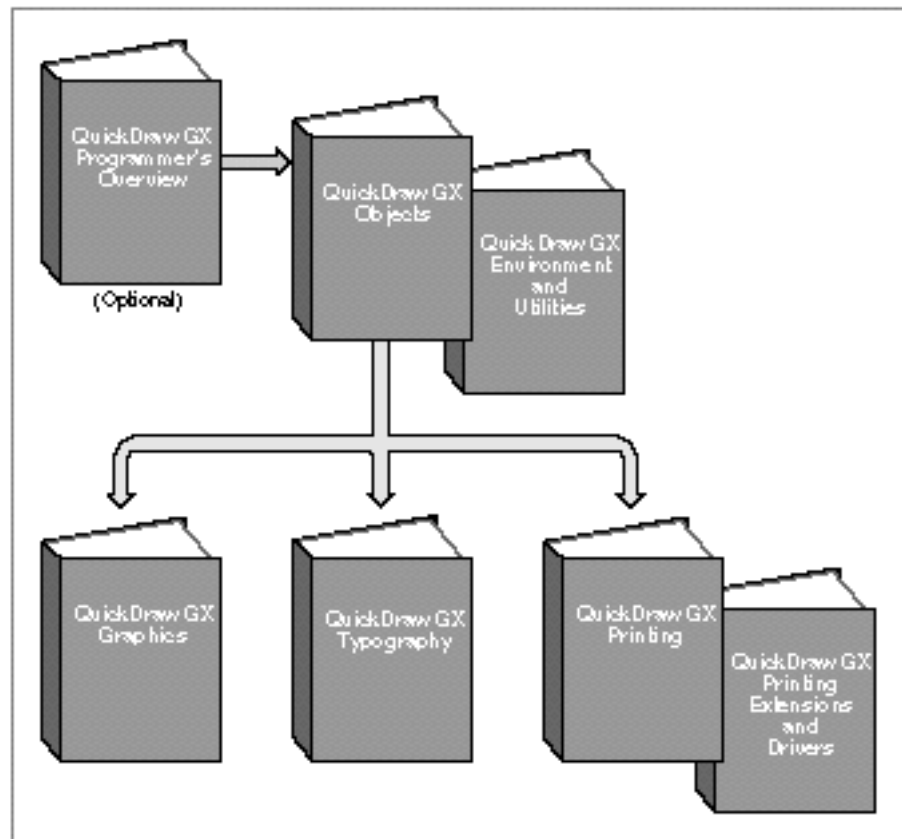 QuickDraw GX
Programmer's
Overview
(Optional)
QuickDraw GX
Objects
QuickDraw GX
Environment
and
Utilities
QuickDraw GX
Graphics
QuickDraw GX
Typography
QuickDraw GX
Printing
QuickDraw GX
Printing
Extensions
and
Drivers